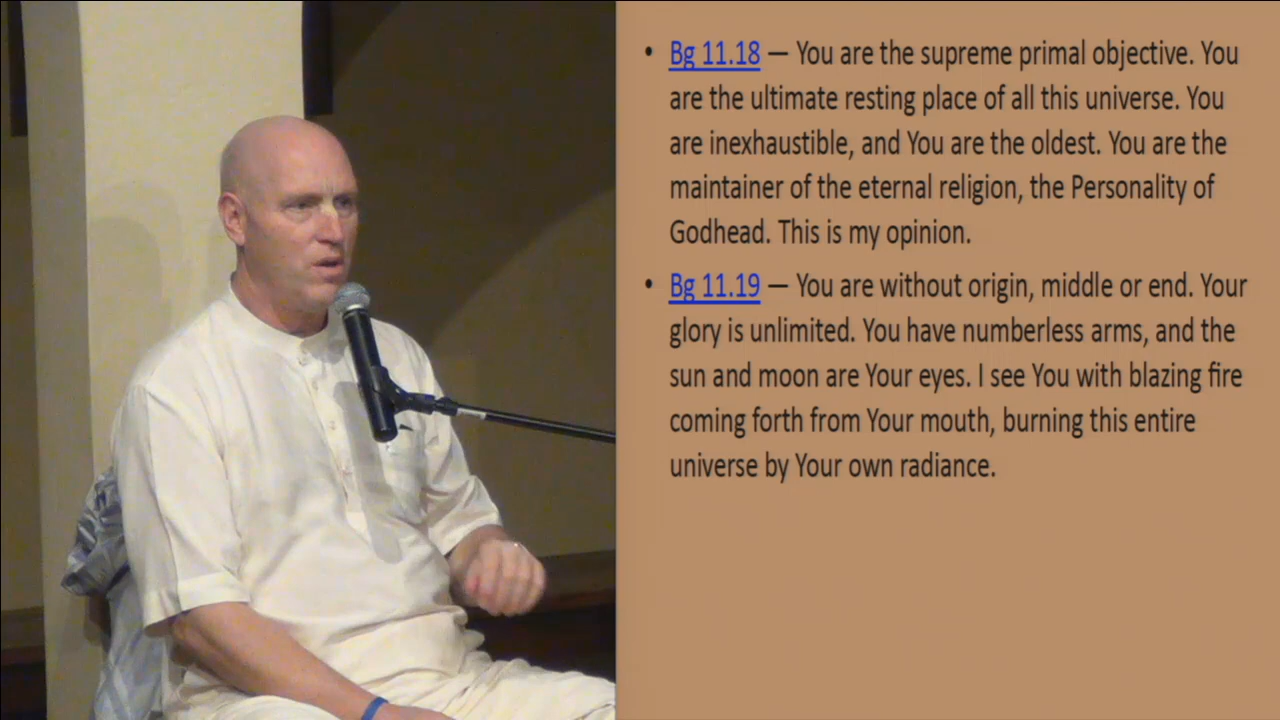 • Bg 11.18 — You are the supreme primal objective. You
are the ultimate resting place of all this universe. You
are inexhaustible, and You are the oldest. You are the
maintainer of the eternal religion, the Personality of
Godhead. This is my opinion.
• Bg 11.19 — You are without origin, middle or end. Your
glory is unlimited. You have numberless arms, and the
sun and moon are Your eyes. I see You with blazing fire
coming forth from Your mouth, burning this entire
universe by Your own radiance.